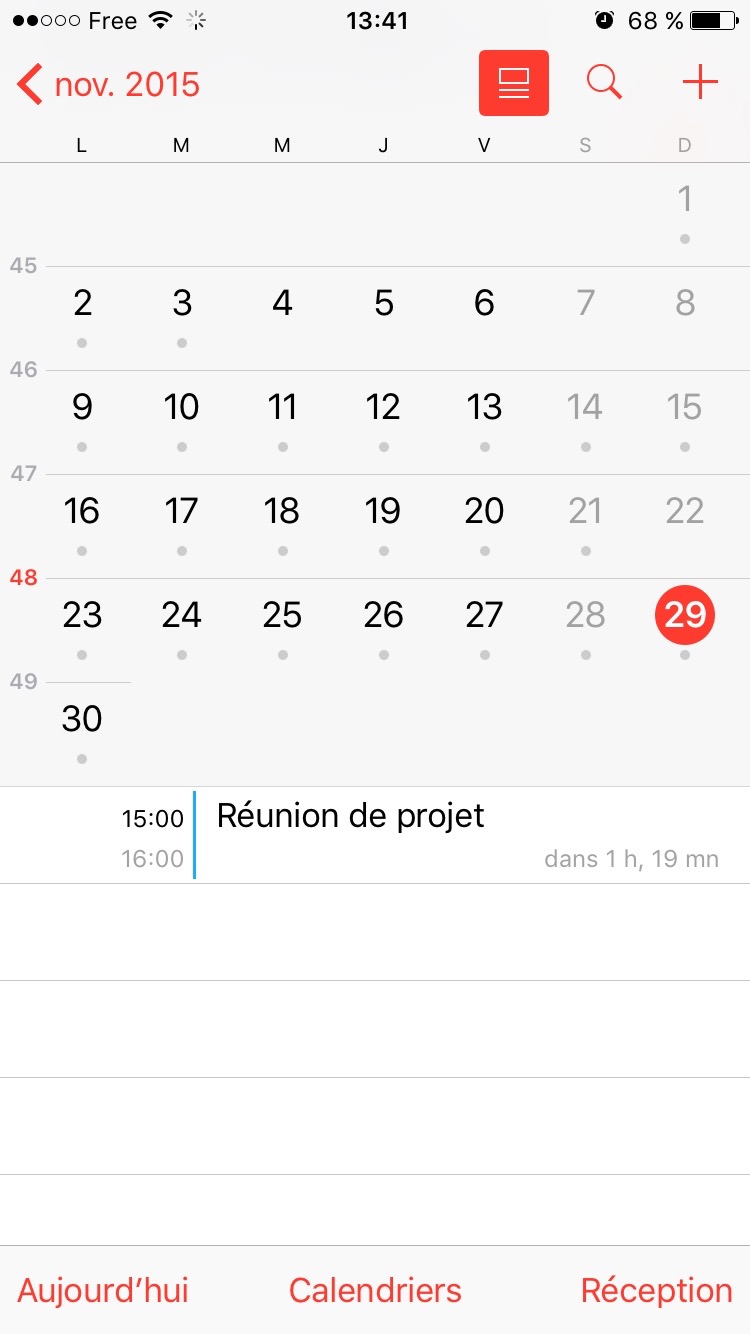 Free 13:41 68 %
nov. 2015
L M M J V S D
1
45
2 3 4 5 6 7 8
46
9 10 11 12 13 14 15
47
16 17 18 19 20 21 22
48
23 24 25 26 27 28 29
49
30
15:00 Réunion de projet
16:00 dans 1 h, 19 mn
Aujourd’hui Calendriers Réception